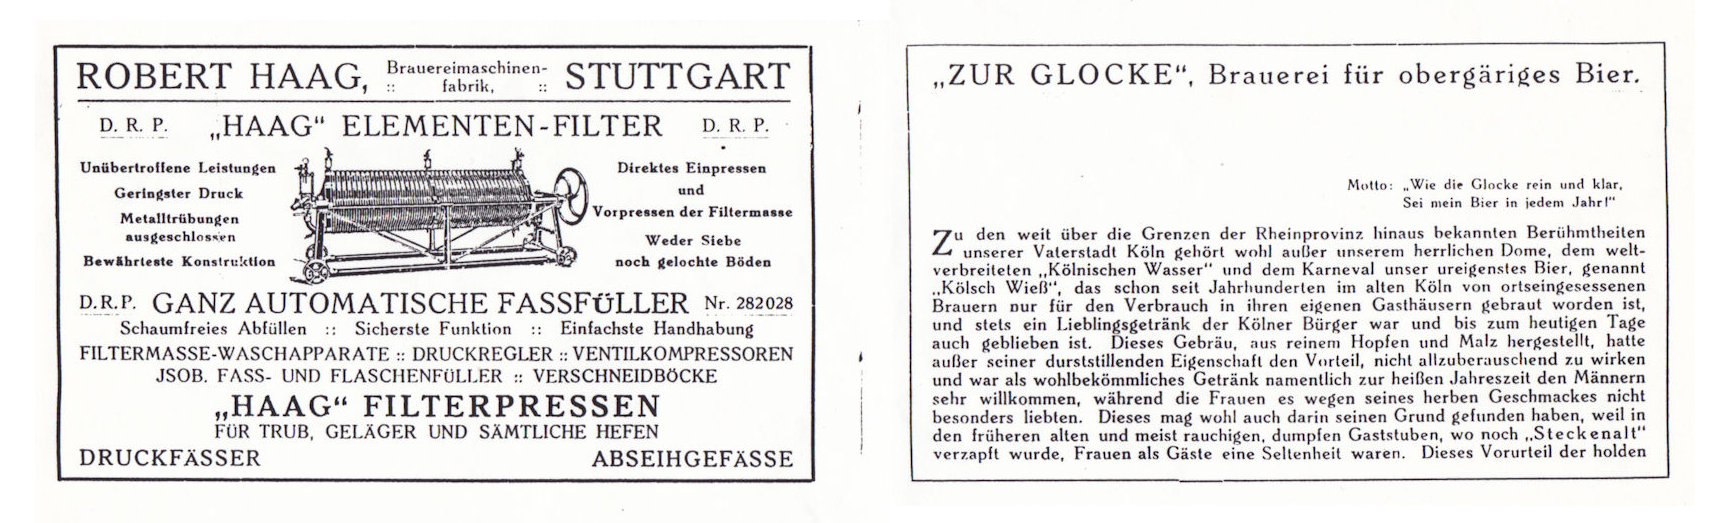 ROBERT HAAG, Brauereimaschinen- STUTTGART
:: fabrik, ::
D. R. P. „HAAG“ ELEMENTEN-FILTER D. R. P.
Unübertroffene Leistungen
Geringster Druck
Metalltrübungen
ausgeschlossen
Bewährteste Konstruktion
Direktes Einpressen
und
Vorpressen der Filtermasse
Weder Siebe
noch gelochte Böden
D.R.P. GANZ AUTOMATISCHE FASSFÜLLER Nr. 282028
Schaumfreies Abfüllen :: Sicherste Funktion :: Einfachste Handhabung
FILTERMASSE-WASCHAPPARATE :: DRUCKREGLER :: VENTILKOMPRESSOREN
JSOB. FASS- UND FLASCHENFÜLLER :: VERSCHNEIDBÖCKE
„HAAG“ FILTERPRESSEN
FÜR TRUB, GELÄGER UND SÄMTLICHE HEFEN
DRUCKFÄSSER ABSEIHGEFÄSSE
„ZUR GLOCKE“, Brauerei für obergäriges Bier.
Motto: „Wie die Glocke rein und klar,
Sei mein Bier in jedem Jahr!“
Zu den weit über die Grenzen der Rheinprovinz hinaus bekannten Berühmtheiten
unserer Vaterstadt Köln gehört wohl außer unserem herrlichen Dome, dem welt-
verbreiteten „Kölnischen Wasser“ und dem Karneval unser ureigenstes Bier, genannt
„Kölsch Wieß“, das schon seit Jahrhunderten im alten Köln von ortseingesessenen
Brauern nur für den Verbrauch in ihren eigenen Gasthäusern gebraut worden ist,
und stets ein Lieblingsgetränk der Kölner Bürger war und bis zum heutigen Tage
auch geblieben ist. Dieses Gebräu, aus reinem Hopfen und Malz hergestellt, hatte
außer seiner durststillenden Eigenschaft den Vorteil, nicht allzuberauschend zu wirken
und war als wohlbekömmliches Getränk namentlich zur heißen Jahreszeit den Männern
sehr willkommen, während die Frauen es wegen seines herben Geschmackes nicht
besonders liebten. Dieses mag wohl auch darin seinen Grund gefunden haben, weil in
den früheren alten und meist rauchigen, dumpfen Gaststuben, wo noch „Steckenalt“
verzapft wurde, Frauen als Gäste eine Seltenheit waren. Dieses Vorurteil der holden